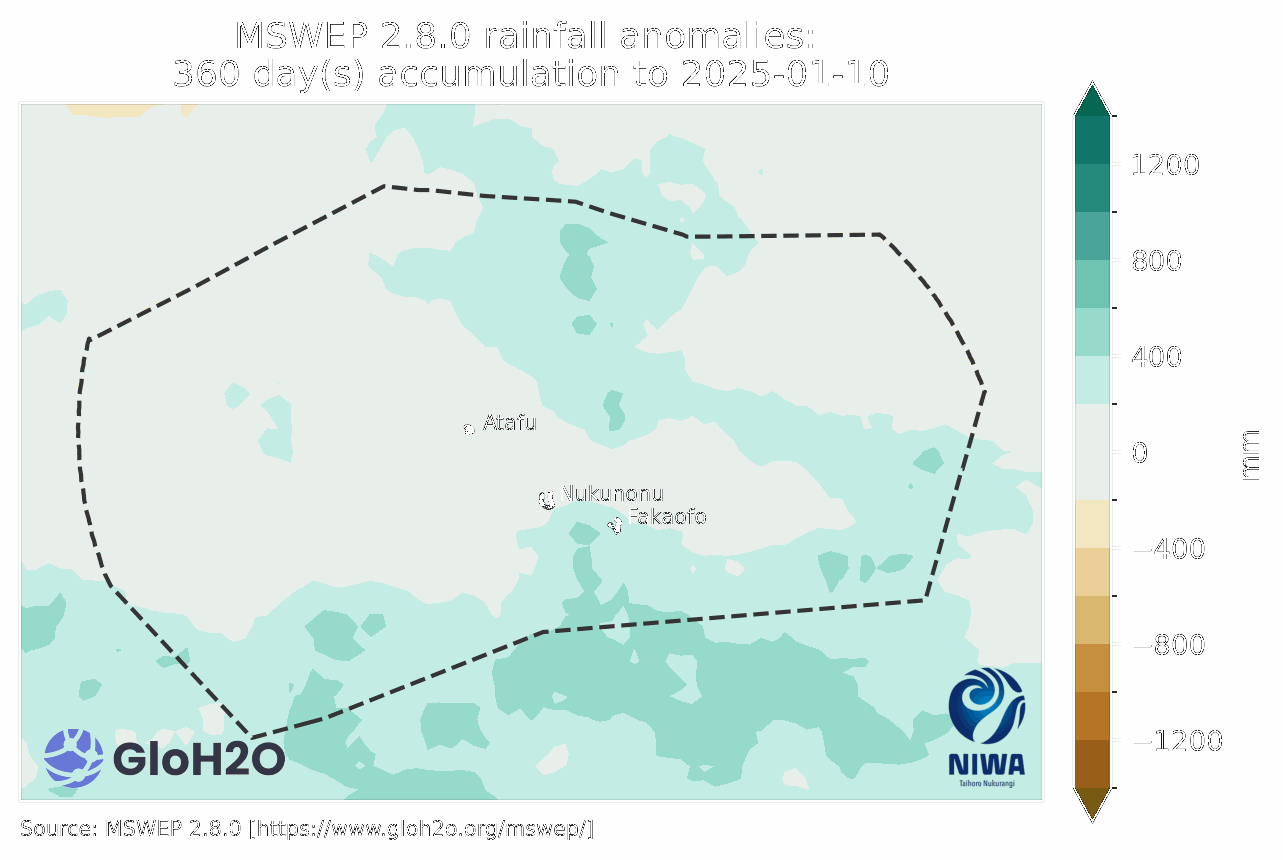 MSWEP 2.8.0 rainfall anomalies:
360 day(s) accumulation to 2025-01-10
1200
800
400
0
−400
−800
−1200
mm
Atafu
Nukunonu
Fakaofo
GloH2O
NIWA
Taihoro Nukurangi
Source: MSWEP 2.8.0 [https://www.gloh2o.org/mswep/]